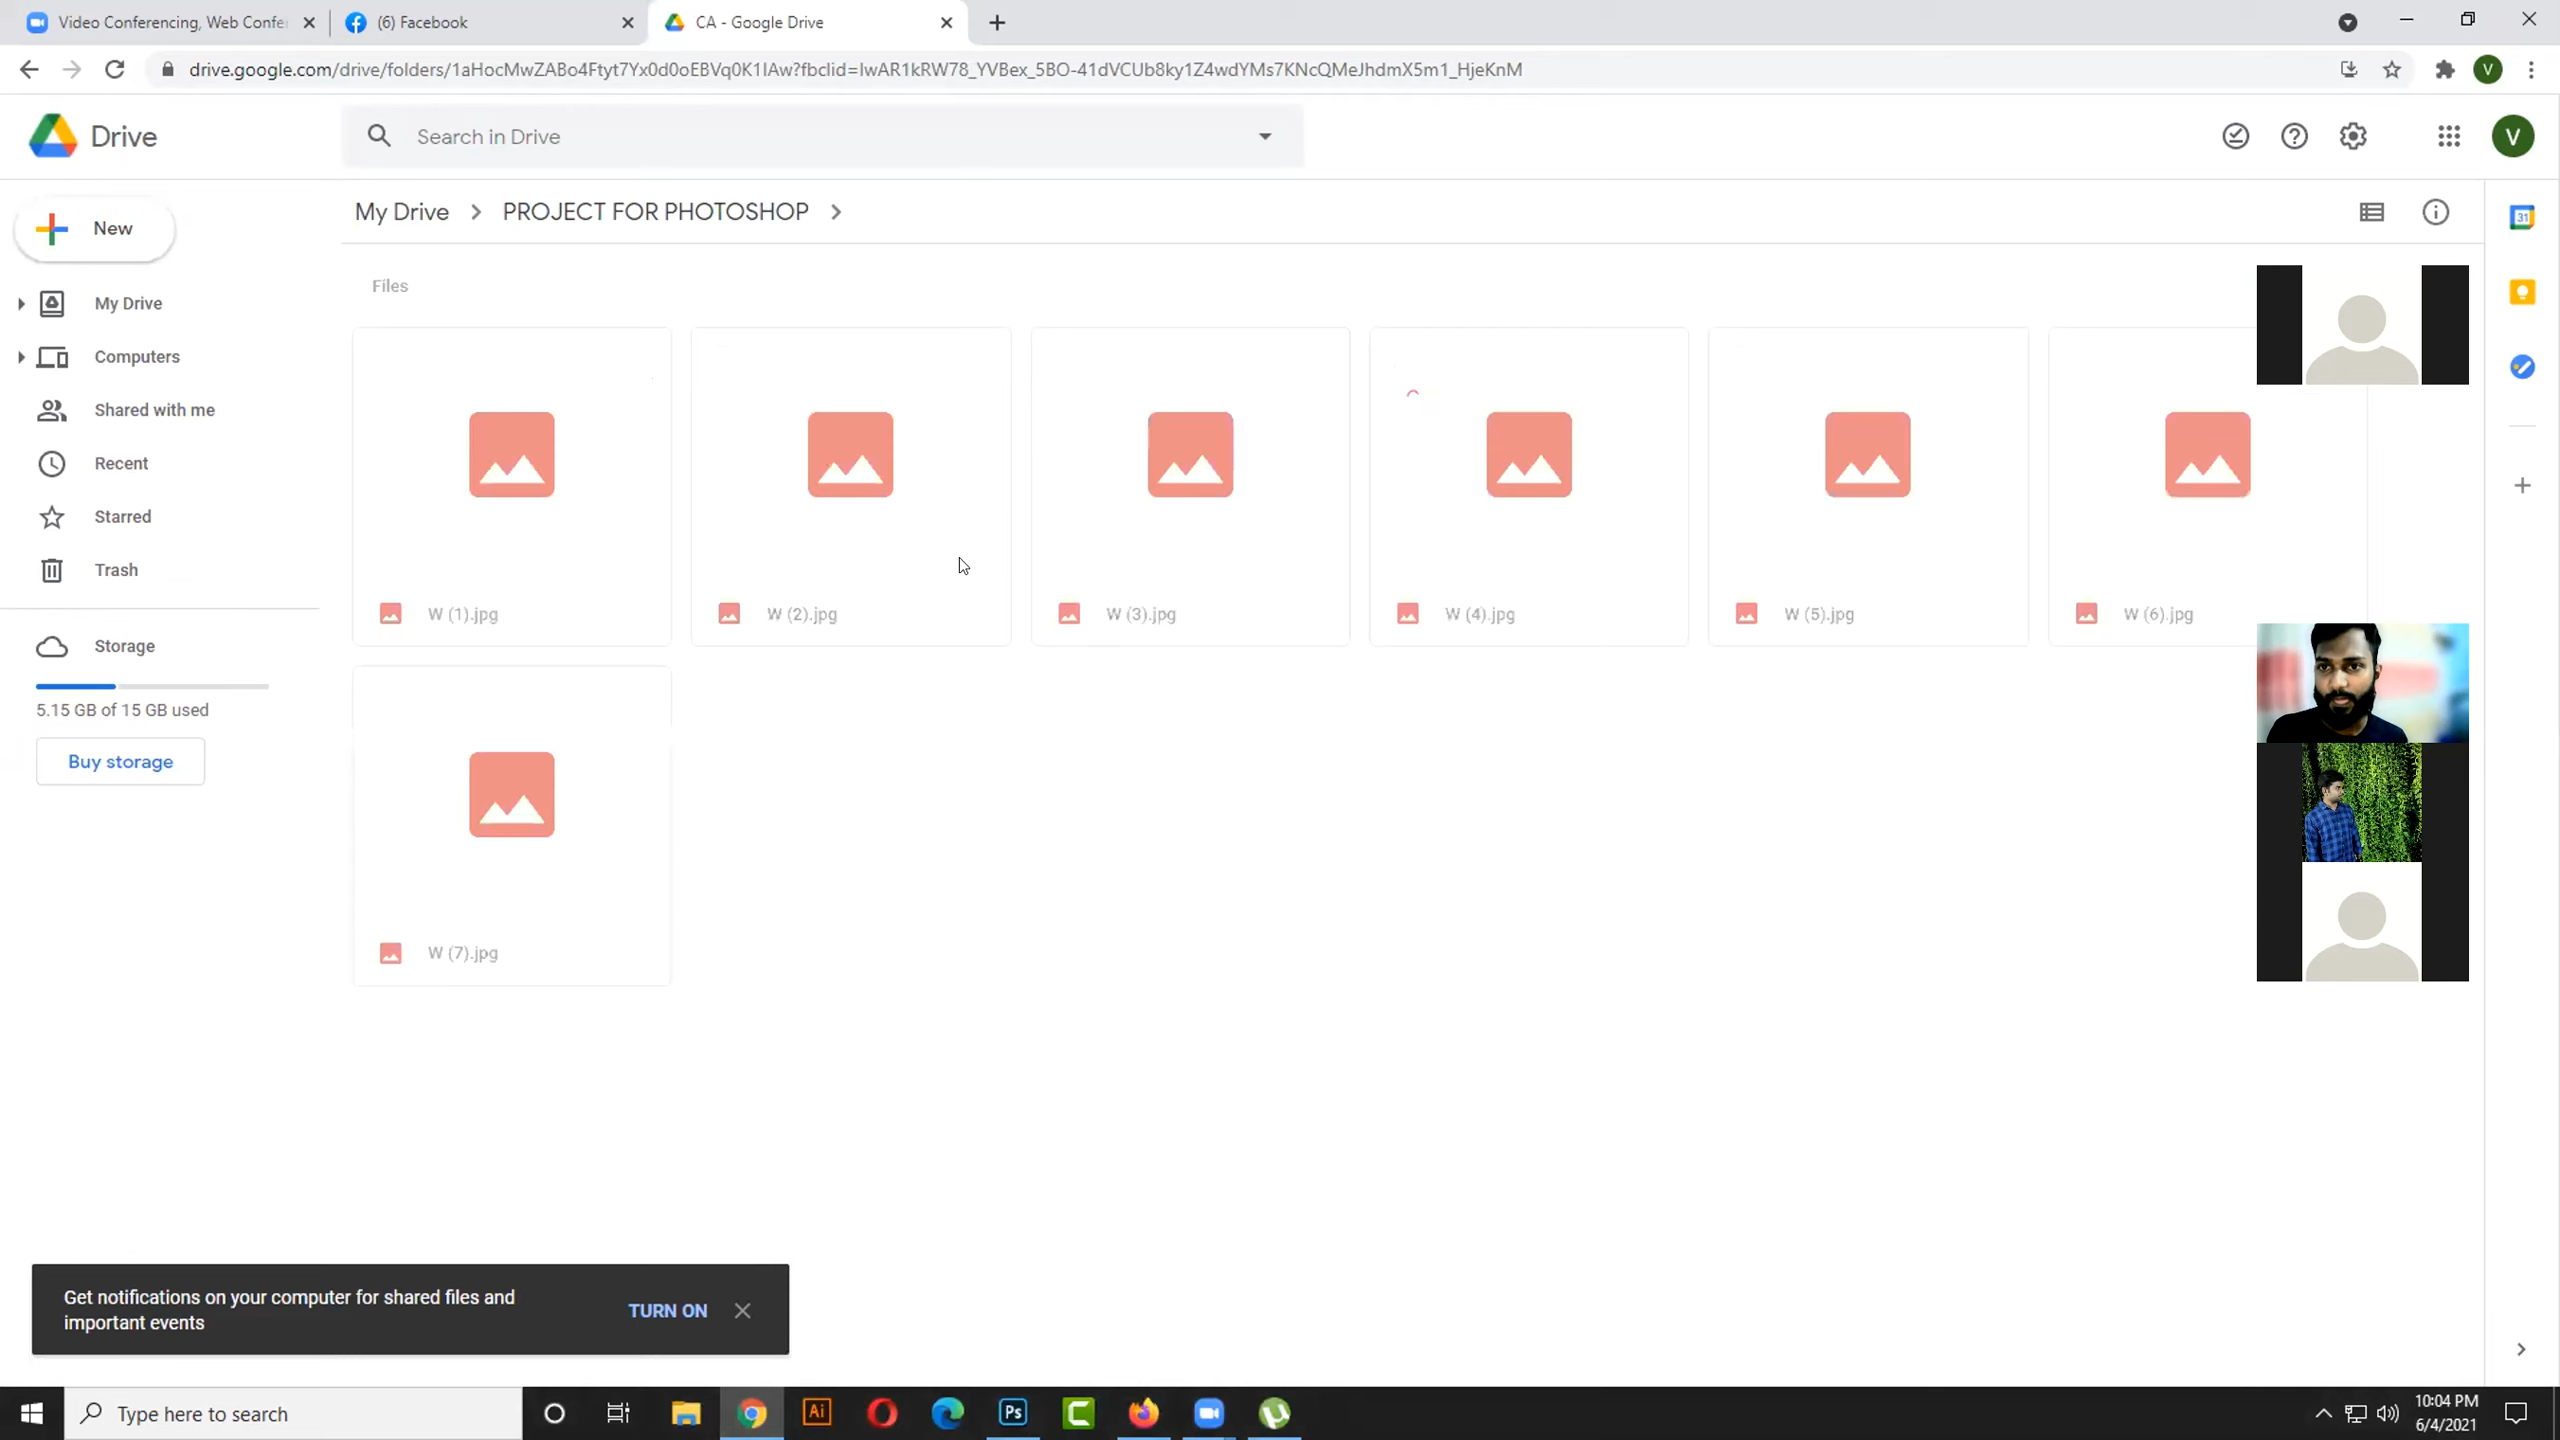 Video Conferencing, Web Confe
(6) Facebook
CA - Google Drive
drive.google.com/drive/folders/1aHocMwZABo4Ftyt7Yx0d0oEBVq0K1lAw?fbclid=IwAR1kRW78_YVBex_5BO-41dVCUb8ky1Z4wdYMs7KNcQMeJhdmX5m1_HjeKnM
V
Drive
Search in Drive
V
New
My Drive
PROJECT FOR PHOTOSHOP
31
Files
My Drive
Computers
Shared with me
Recent
Starred
Trash
W (1).jpg
W (2).jpg
W (3).jpg
W (4).jpg
W (5).jpg
W (6).jpg
Storage
5.15 GB of 15 GB used
Buy storage
W (7).jpg
Get notifications on your computer for shared files and
important events
TURN ON
Type here to search
Ai
Ps
10:04 PM
6/4/2021